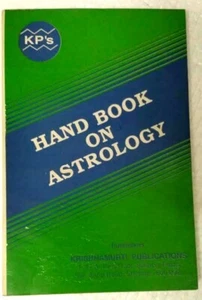 KP's
HAND BOOK
ON
ASTROLOGY
KRISHNAMURTI PUBLICATIONS